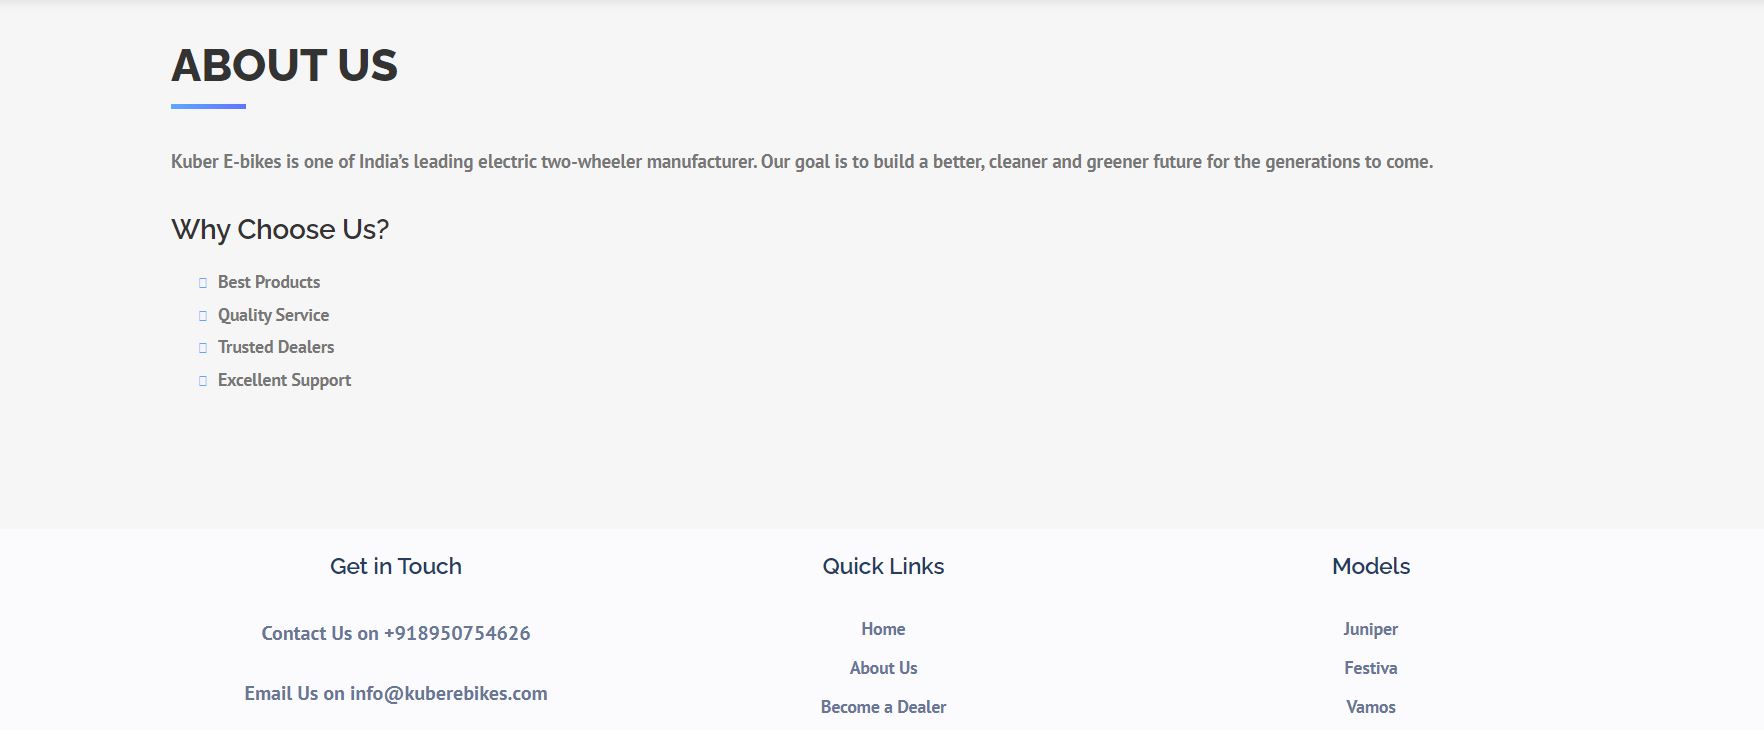 ABOUT US
Kuber E-bikes is one of India’s leading electric two-wheeler manufacturer. Our goal is to build a better, cleaner and greener future for the generations to come.
Why Choose Us?
Best Products
Quality Service
Trusted Dealers
Excellent Support
Get in Touch
Contact Us on +918950754626
Email Us on info@kuberebikes.com
Quick Links
Home
About Us
Become a Dealer
Models
Juniper
Festiva
Vamos